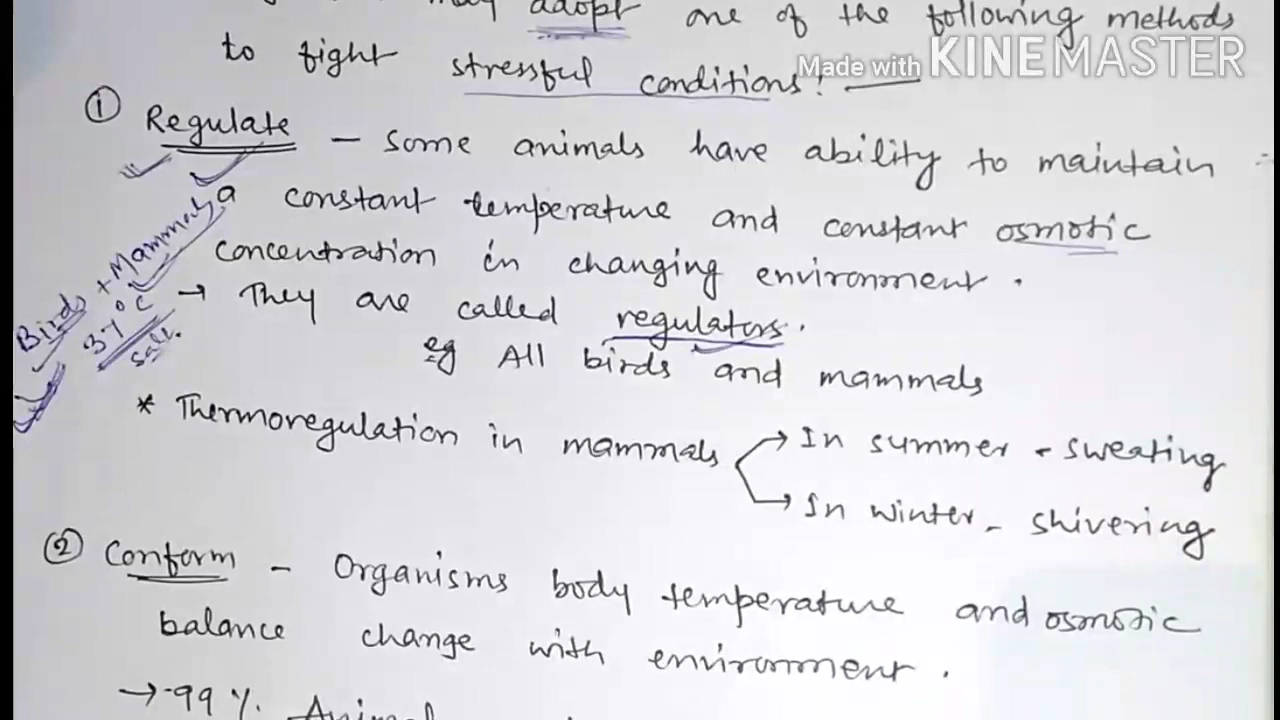 may adopt one of the following methods
to fight stressful conditions! —
Made with KINEMASTER
① Regulate - Some animals have ability to maintain
a constant temperature and constant osmotic
concentration in changing environment.
→ They are called regulators.
eg All birds and mammals
Birds + Mammals
37°C
* Thermoregulation in mammals → In summer - sweating
→ In winter - shivering
② Conform - Organisms body temperature and osmotic
balance change with environment.
→ 99 %. Animal